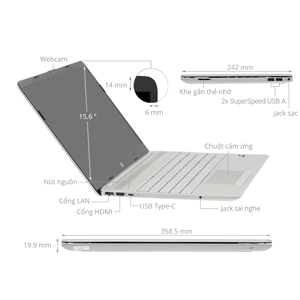 Webcam
14 mm
6 mm
15.6 "
242 mm
Khe gắn thẻ nhớ
2x SuperSpeed USB A
Jack sạc
Chuột cảm ứng
Nút nguồn
Cổng LAN
Cổng HDMI
USB Type-C
Jack tai nghe
358.5 mm
19.9 mm